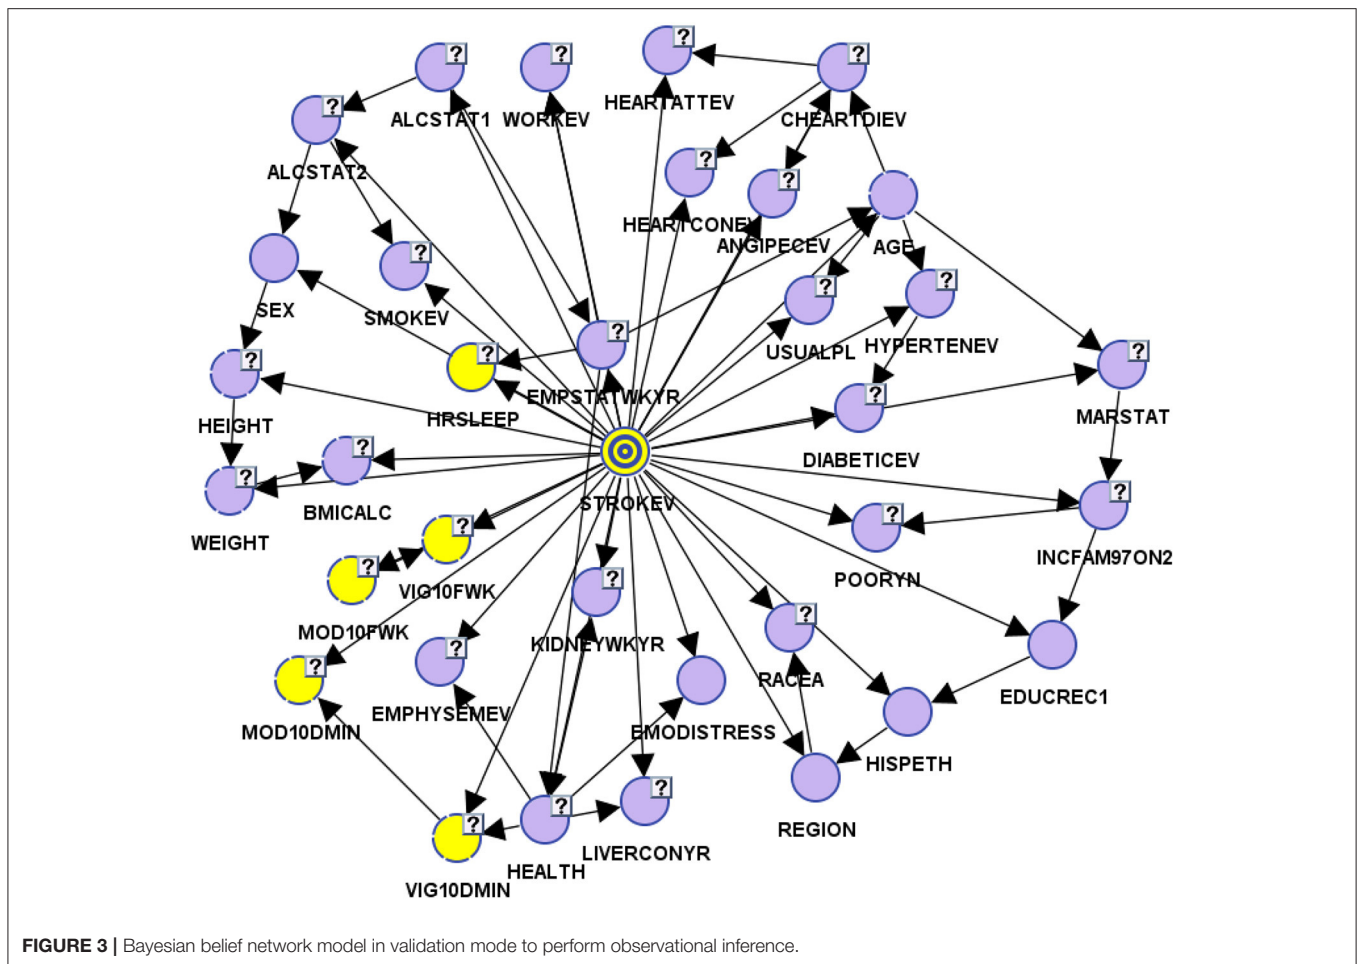 ?
?
?
?
ALCSTAT1 WORKEV
HEARTATTEV
CHEARTDIEV
?
ALCSTAT2
?
?
HEARTCONEV
ANGIPECEV
AGE
?
SMOKEV
SEX
?
?
USUALPL
HYPERTENEV
?
?
EMPSTATWKYR
?
HRSLEEP
?
HEIGHT
?
MARSTAT
?
DIABETICEV
?
BMICALC
?
WEIGHT
STROKEV
?
INCFAM97ON2
?
POORYN
?
VIG10FWK
?
MOD10FWK
?
KIDNEYWKYR
?
RACEA
EDUCREC1
?
MOD10DMIN
?
EMPHYSEMEV
EMODISTRESS
HISPETH
REGION
?
VIG10DMIN
?
HEALTH
?
LIVERCONYR
FIGURE 3 | Bayesian belief network model in validation mode to perform observational inference.